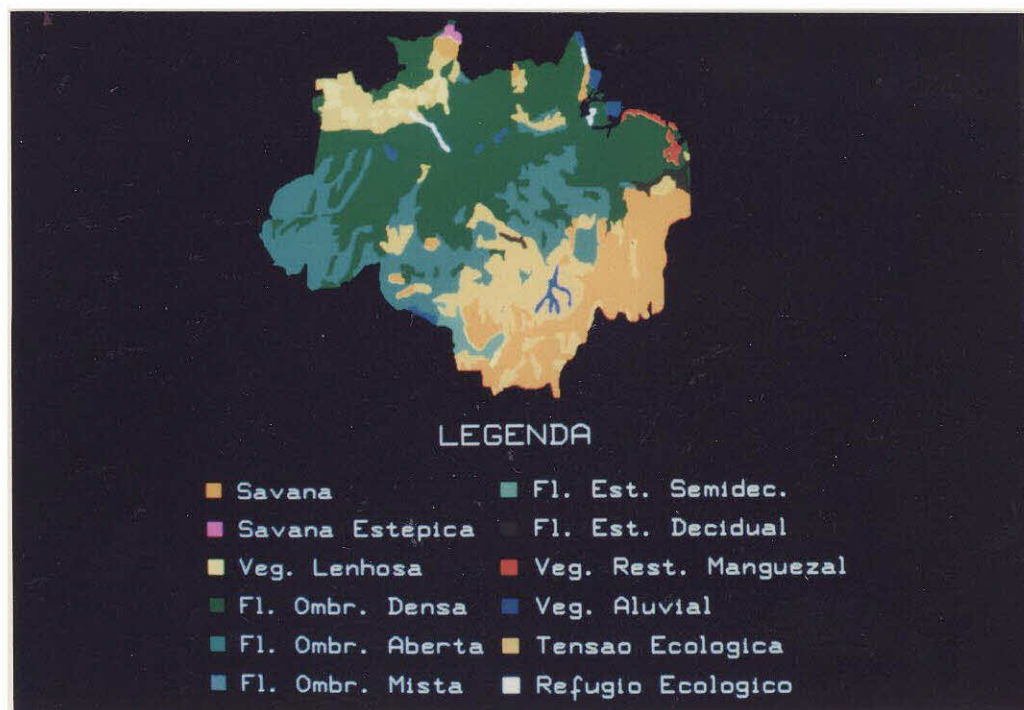 LEGENDA
Savana
Savana Estépica
Veg. Lenhosa
Fl. Ombr. Densa
Fl. Ombr. Aberta
Fl. Ombr. Mista
Fl. Est. Semidec.
Fl. Est. Decidual
Veg. Rest. Manguezal
Veg. Aluvial
Tensao Ecologica
Refugio Ecologico